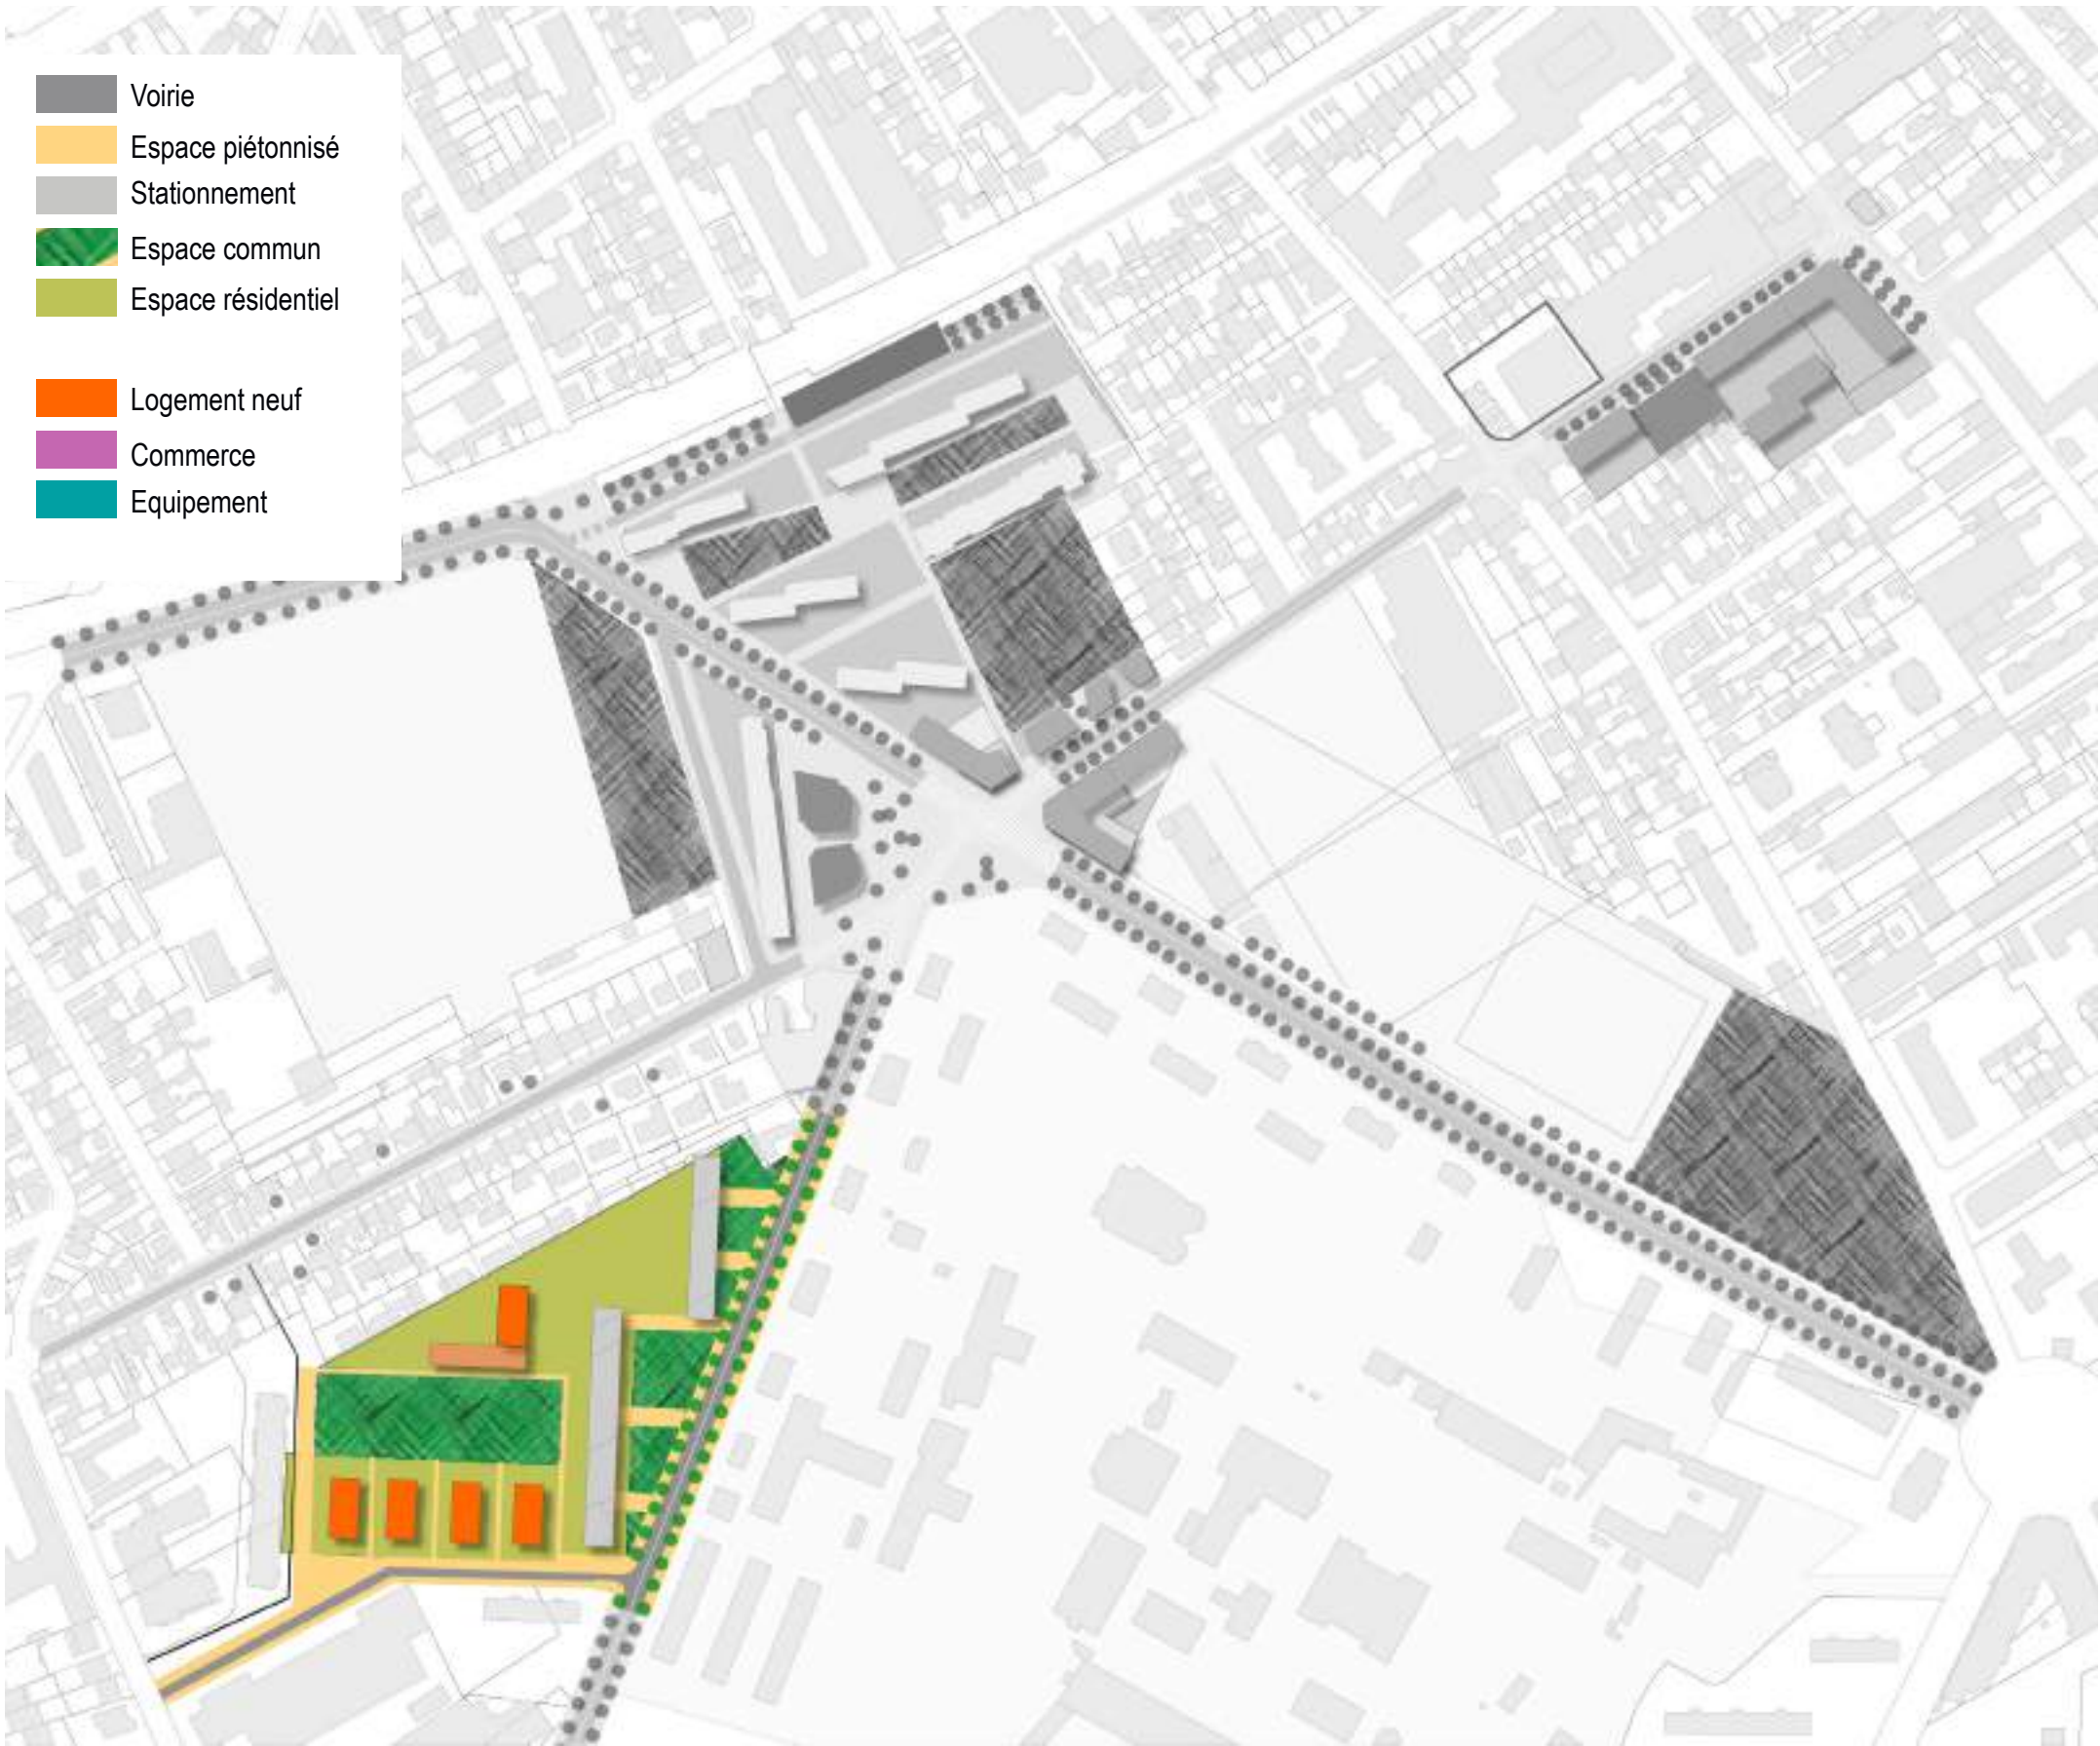 Voirie
Espace piétonnisé
Stationnement
Espace commun
Espace résidentiel
Logement neuf
Commerce
Equipement